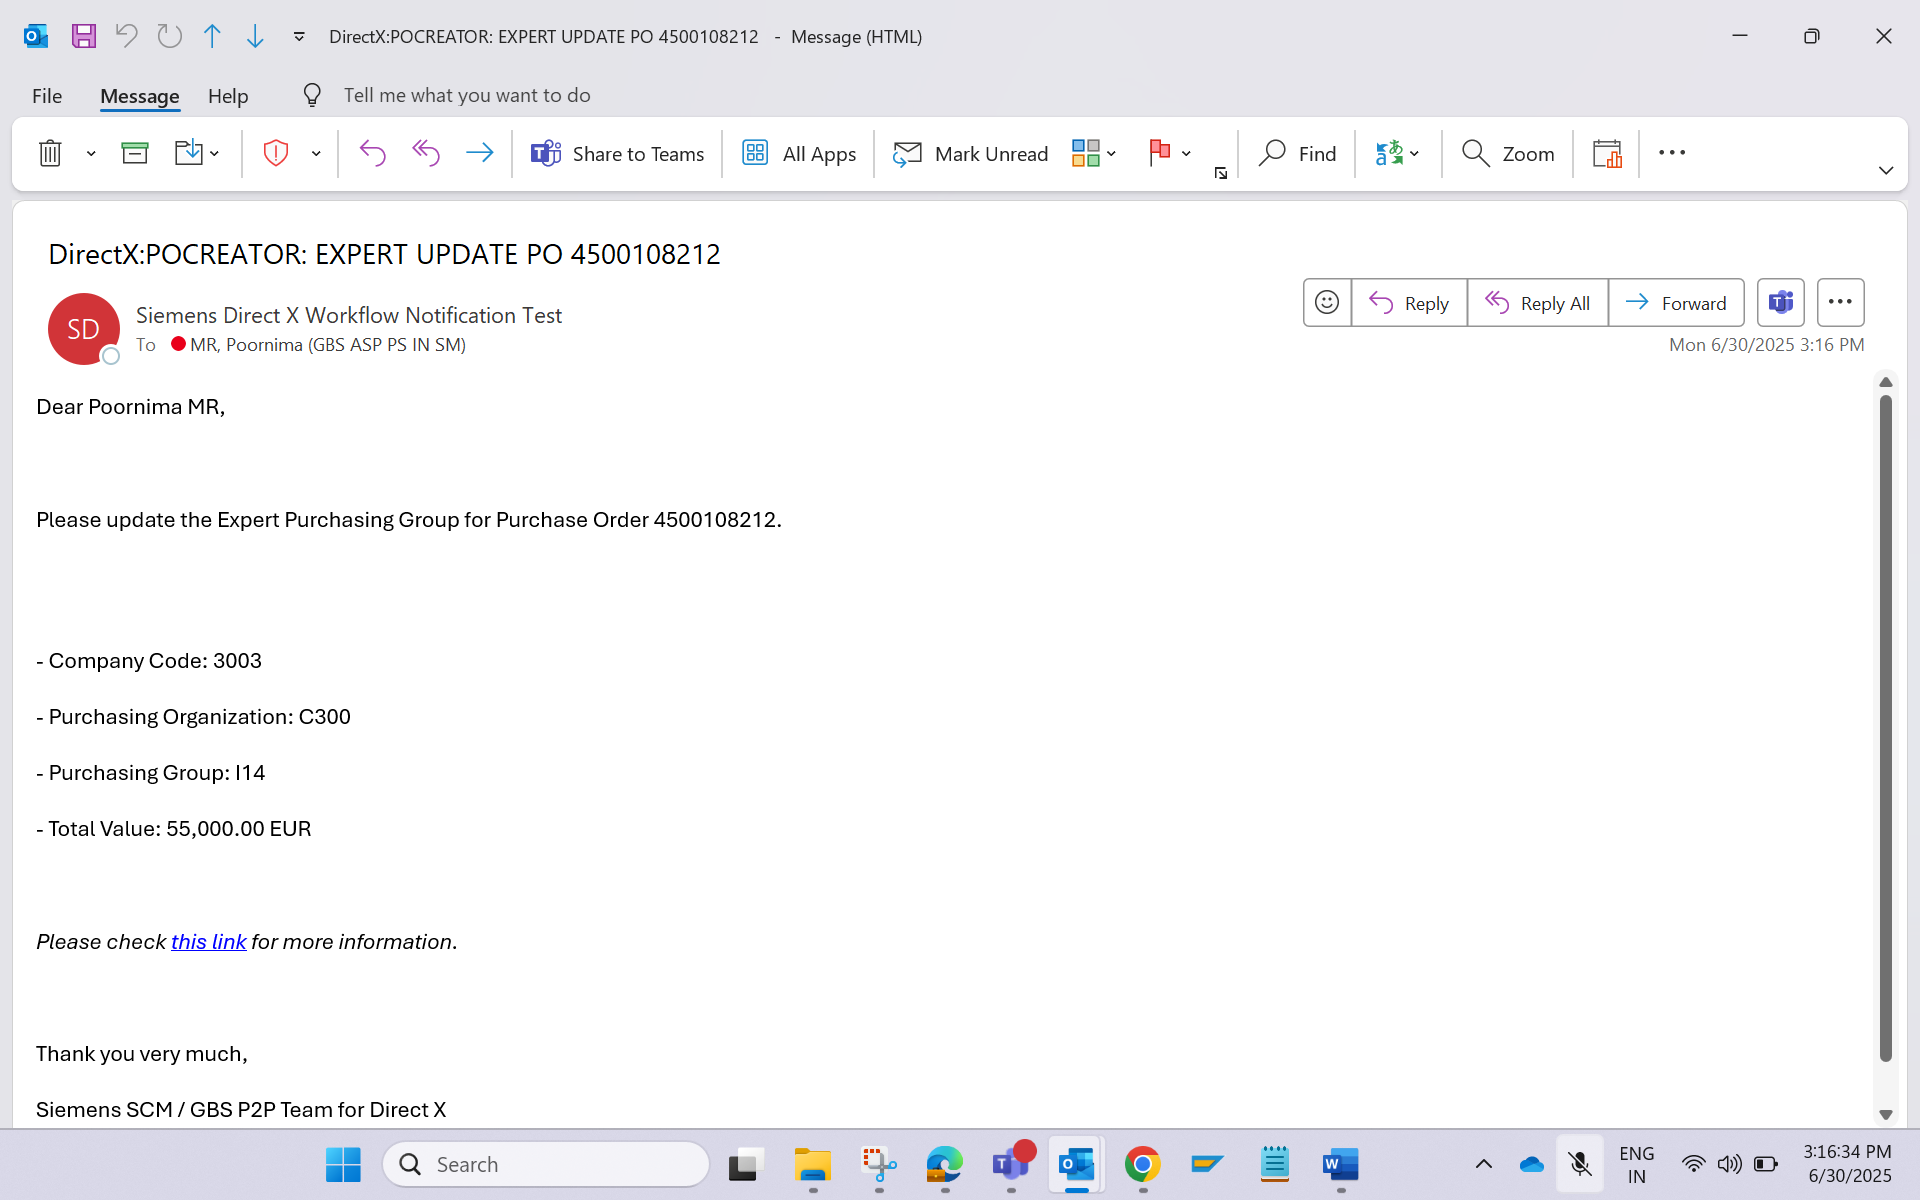 DirectX:POCREATOR: EXPERT UPDATE PO 4500108212 - Message (HTML)
File Message Help Tell me what you want to do
Share to Teams All Apps Mark Unread Find Zoom
DirectX:POCREATOR: EXPERT UPDATE PO 4500108212
SD
Siemens Direct X Workflow Notification Test
To MR, Poornima (GBS ASP PS IN SM)
Reply Reply All Forward
Mon 6/30/2025 3:16 PM
Dear Poornima MR,
Please update the Expert Purchasing Group for Purchase Order 4500108212.
- Company Code: 3003
- Purchasing Organization: C300
- Purchasing Group: I14
- Total Value: 55,000.00 EUR
Please check this link for more information.
Thank you very much,
Siemens SCM / GBS P2P Team for Direct X
Search
ENG
IN
3:16:34 PM
6/30/2025